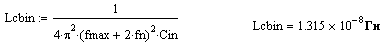 Lcbin := 1 / (4·π²·(fmax + 2·fn)²·Cin)
Lcbin = 1.315 × 10⁻⁸ Гн